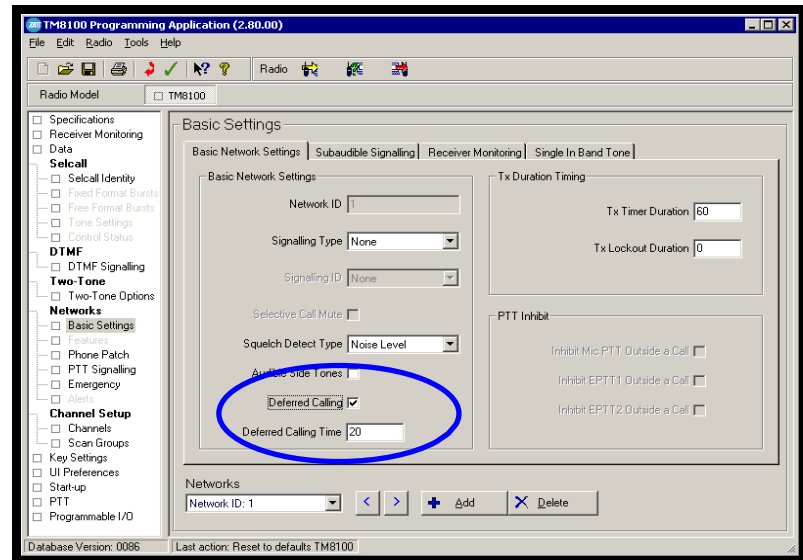 TM8100 Programming Application (2.80.00)
File Edit Radio Tools Help
Radio
Radio Model TM8100
Specifications
Receiver Monitoring
Data
Selcall
Selcall Identity
Fixed Format Bursts
Free Format Bursts
Tone Settings
Control Status
DTMF
DTMF Signalling
Two-Tone
Two-Tone Options
Networks
Basic Settings
Features
Phone Patch
PTT Signalling
Emergency
Alerts
Channel Setup
Channels
Scan Groups
Key Settings
UI Preferences
Start-up
PTT
Programmable I/O
Basic Settings
Basic Network Settings Subaudible Signalling Receiver Monitoring Single In Band Tone
Basic Network Settings
Network ID 1
Signalling Type None
Signalling ID None
Selective Call Mute
Squelch Detect Type Noise Level
Audible Side Tones
Deferred Calling
Deferred Calling Time 20
Tx Duration Timing
Tx Timer Duration 60
Tx Lockout Duration 0
PTT Inhibit
Inhibit Mic PTT Outside a Call
Inhibit EPTT1 Outside a Call
Inhibit EPTT2 Outside a Call
Networks
Network ID: 1 < > Add Delete
Database Version: 0086 Last action: Reset to defaults TM8100